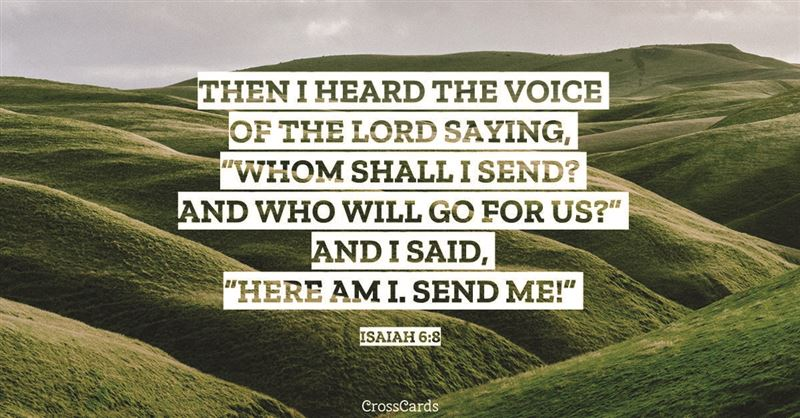 THEN I HEARD THE VOICE
OF THE LORD SAYING,
“WHOM SHALL I SEND?
AND WHO WILL GO FOR US?”
AND I SAID,
“HERE AM I. SEND ME!”
ISAIAH 6:8
CrossCards